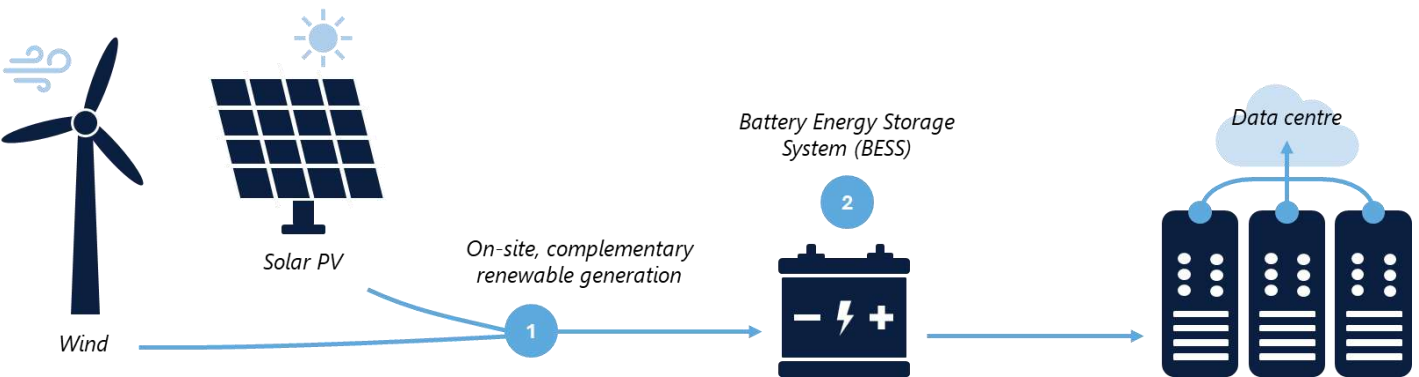 Wind
Solar PV
On-site, complementary
renewable generation
1
Battery Energy Storage
System (BESS)
2
Data centre